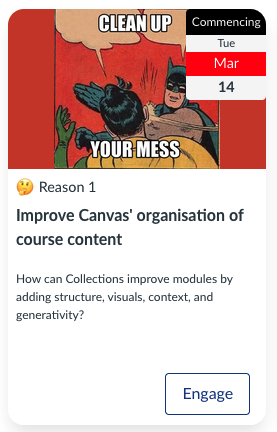 CLEAN UP
YOUR MESS
Commencing
Tue
Mar
14
🤔 Reason 1
Improve Canvas' organisation of
course content
How can Collections improve modules by
adding structure, visuals, context, and
generativity?
Engage